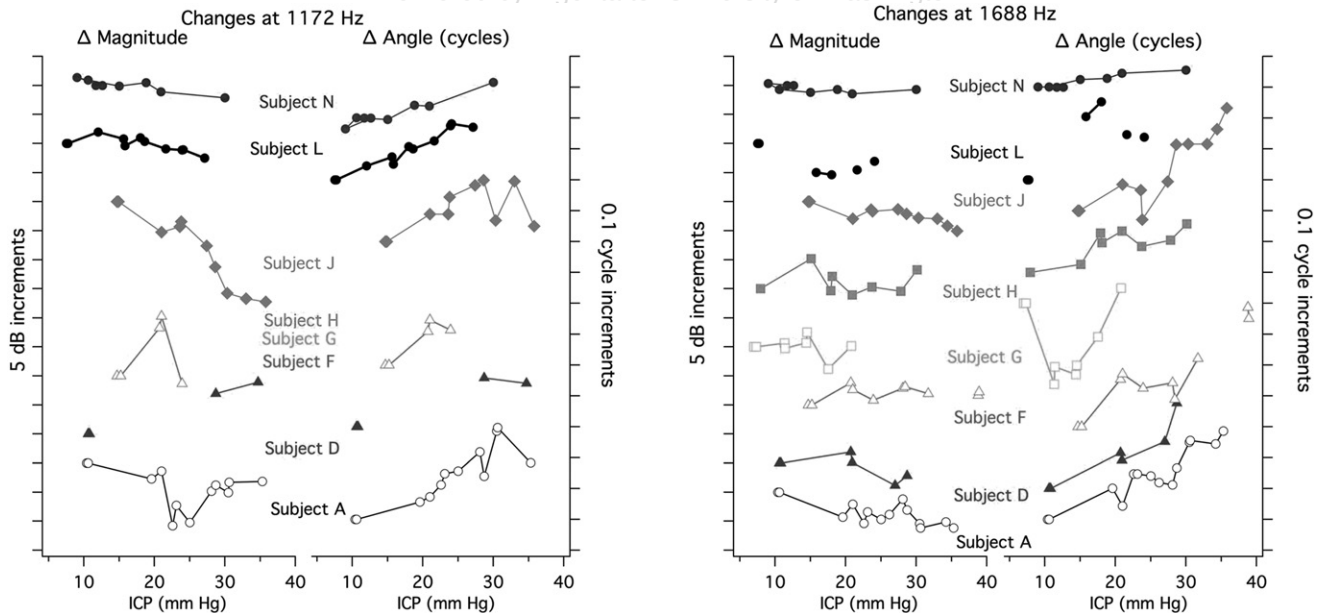 Changes at 1172 Hz
Δ Magnitude
Δ Angle (cycles)
Subject N
Subject L
Subject J
Subject H
Subject G
Subject F
Subject D
Subject A
5 dB increments
0.1 cycle increments
10 20 30 40 10 20 30 40
ICP (mm Hg) ICP (mm Hg)
Changes at 1688 Hz
Δ Magnitude
Δ Angle (cycles)
Subject N
Subject L
Subject J
Subject H
Subject G
Subject F
Subject D
Subject A
5 dB increments
0.1 cycle increments
10 20 30 40 10 20 30 40
ICP (mm Hg) ICP (mm Hg)